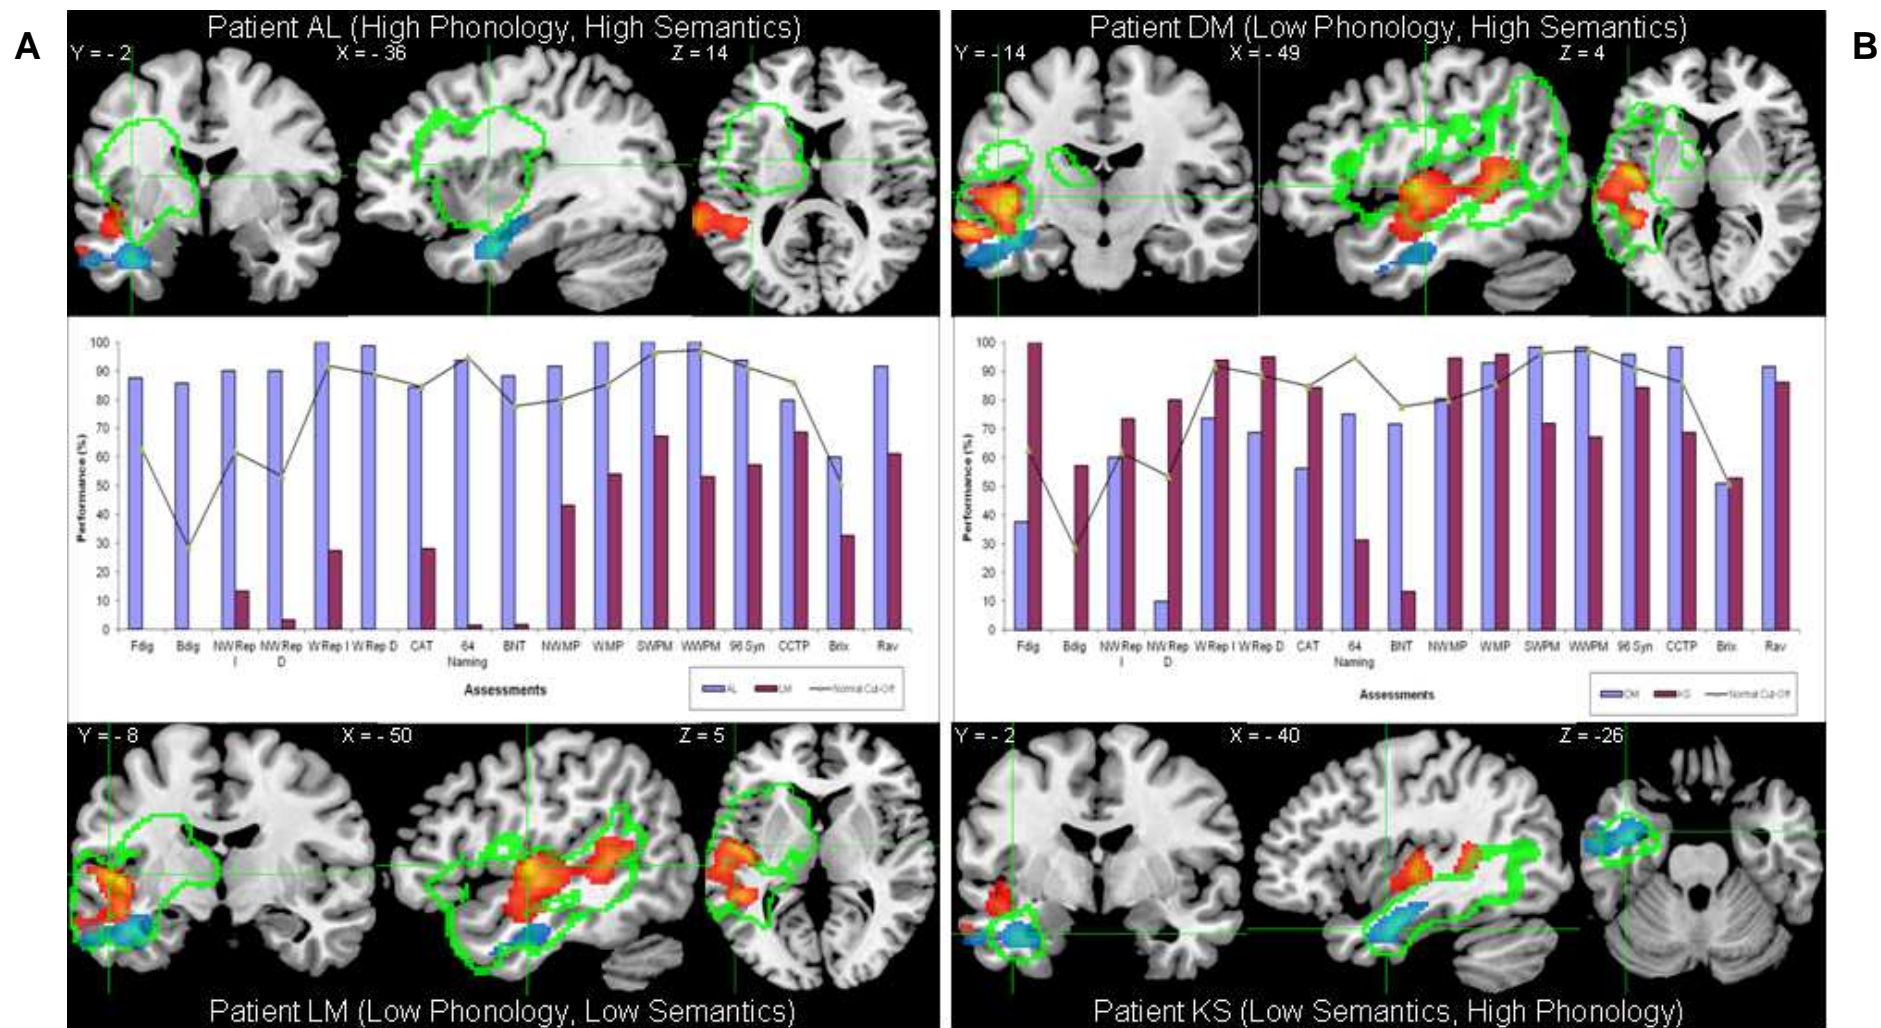 A
Patient AL (High Phonology, High Semantics)
Y = - 2 X = - 36 Z = 14
100
90
80
70
60
50
40
30
20
10
0
Performance (%)
Fdig Bdig NW Rep I NW Rep D W Rep I W Rep D CAT 64 Naming BNT NWMP WMP SWPM WWPM 96 Syn CCTP Brix Rav
Assessments
AL LM Normal Cut-Off
Y = - 8 X = - 50 Z = 5
Patient LM (Low Phonology, Low Semantics)
B
Patient DM (Low Phonology, High Semantics)
Y = -14 X = -49 Z = 4
100
90
80
70
60
50
40
30
20
10
0
Performance (%)
Fdig Bdig NW Rep I NW Rep D W Rep I W Rep D CAT 64 Naming BNT NWMP WMP SWPM WWPM 96 Syn CCTP Brix Rav
Assessments
DM KS Normal Cut-Off
Y = - 2 X = - 40 Z = -26
Patient KS (Low Semantics, High Phonology)